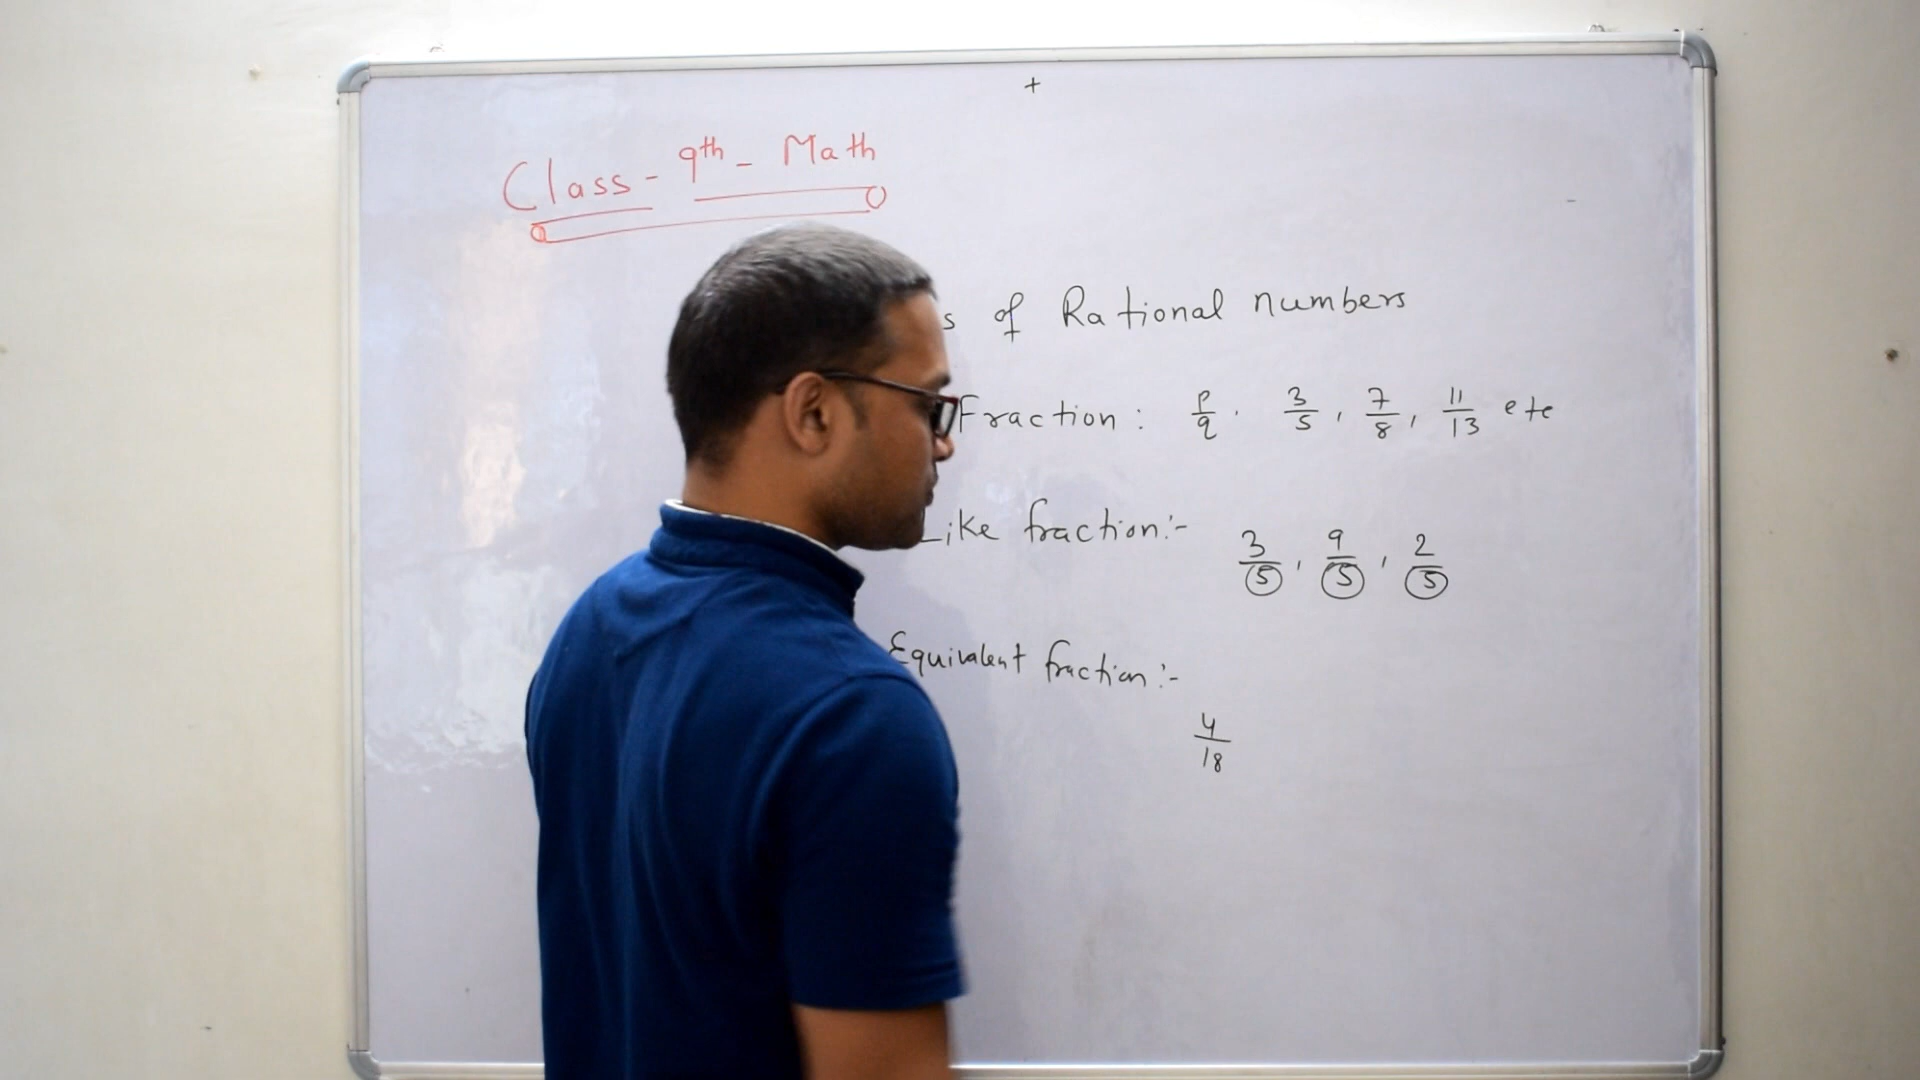 Class - 9th - Math
s of Rational numbers
Fraction : p/q . 3/5 , 7/8 , 11/13 etc
Like fraction :- 3/5 , 9/5 , 2/5
Equivalent fraction :-
4/18